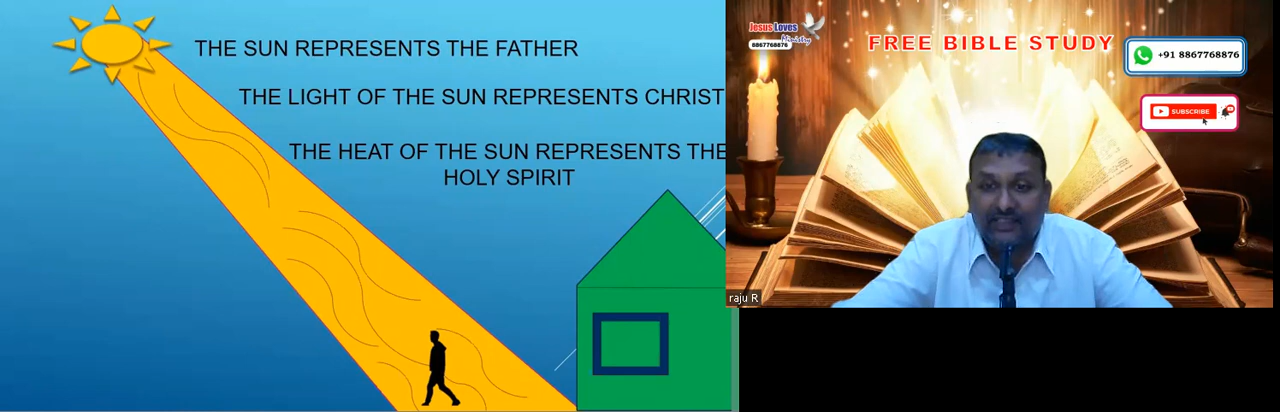 THE SUN REPRESENTS THE FATHER
THE LIGHT OF THE SUN REPRESENTS CHRIST
THE HEAT OF THE SUN REPRESENTS THE
HOLY SPIRIT
Jesus Loves
Ministry
8867768876
FREE BIBLE STUDY
+91 8867768876
SUBSCRIBE
raju R